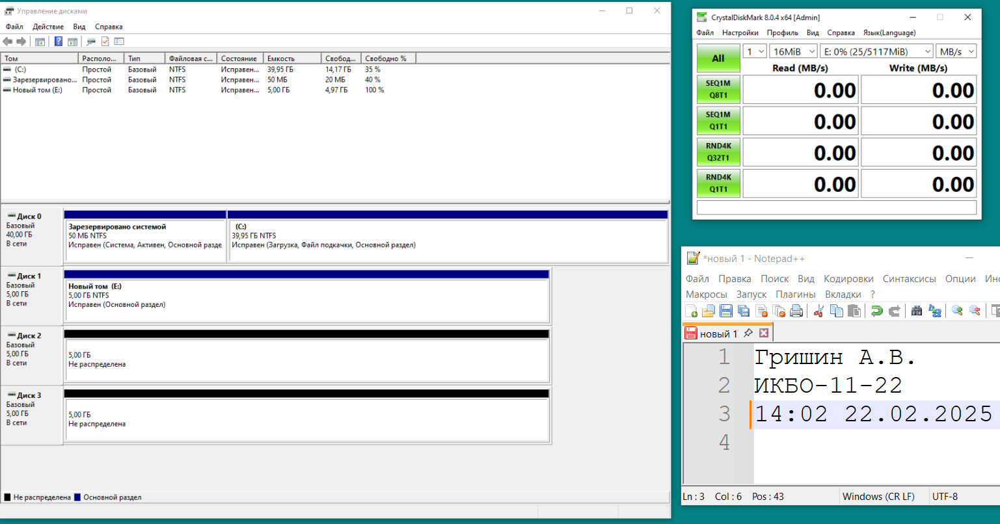 Управление дисками
Файл Действие Вид Справка
Том Располо... Тип Файловая с... Состояние Емкость Свобод... Свободно %
(C:) Простой Базовый NTFS Исправен... 39,95 ГБ 14,17 ГБ 35 %
Зарезервировано... Простой Базовый NTFS Исправен... 50 МБ 20 МБ 40 %
Новый том (E:) Простой Базовый NTFS Исправен... 5,00 ГБ 4,97 ГБ 100 %
Диск 0
Базовый
40,00 ГБ
В сети
Зарезервировано системой
50 МБ NTFS
Исправен (Система, Активен, Основной разде
(C:)
39,95 ГБ NTFS
Исправен (Загрузка, Файл подкачки, Основной раздел)
Диск 1
Базовый
5,00 ГБ
В сети
Новый том (E:)
5,00 ГБ NTFS
Исправен (Основной раздел)
Диск 2
Базовый
5,00 ГБ
В сети
5,00 ГБ
Не распределена
Диск 3
Базовый
5,00 ГБ
В сети
5,00 ГБ
Не распределена
Не распределена Основной раздел
CrystalDiskMark 8.0.4 x64 [Admin]
Файл Настройки Профиль Вид Справка Язык(Language)
All 1 16MiB E: 0% (25/5117MiB) MB/s
Read (MB/s) Write (MB/s)
SEQ1M
Q8T1
0.00 0.00
SEQ1M
Q1T1
0.00 0.00
RND4K
Q32T1
0.00 0.00
RND4K
Q1T1
0.00 0.00
*новый 1 - Notepad++
Файл Правка Поиск Вид Кодировки Синтаксисы Опции Инс
Макросы Запуск Плагины Вкладки ?
новый 1
1 Гришин А.В.
2 ИКБО-11-22
3 14:02 22.02.2025
4
Ln : 3 Col : 6 Pos : 43 Windows (CR LF) UTF-8